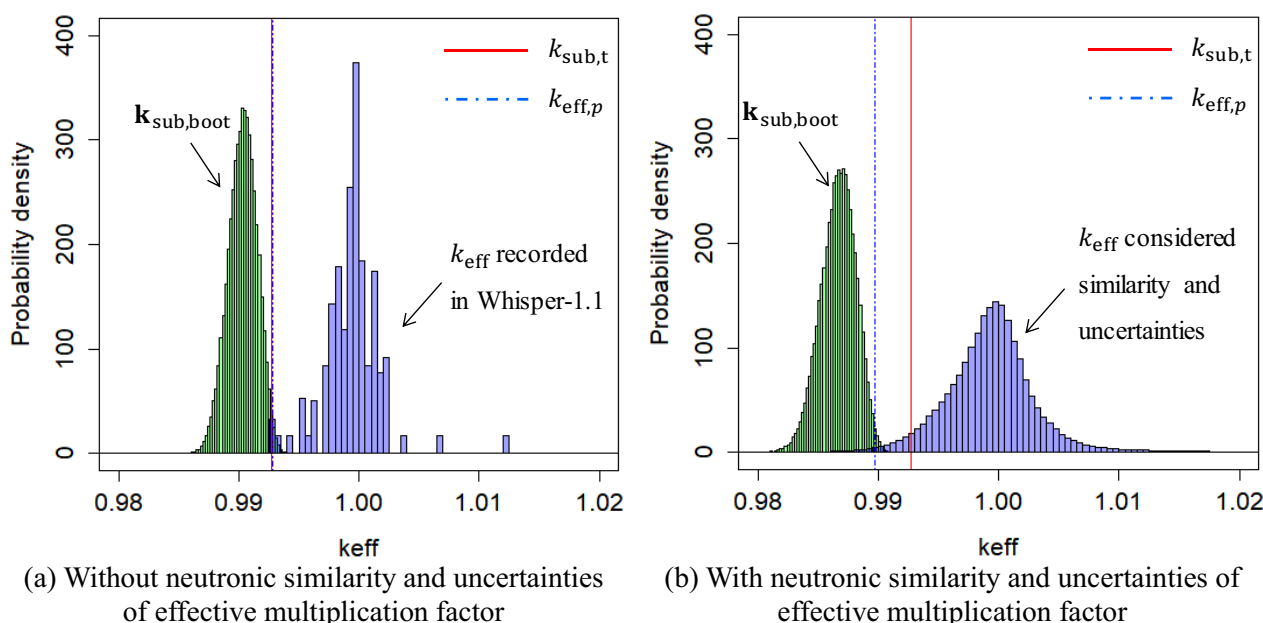 400
300
200
100
0
Probability density
0.98 0.99 1.00 1.01 1.02
keff
k_sub,t
k_eff,p
𝐤_sub,boot
k_eff recorded
in Whisper-1.1
(a) Without neutronic similarity and uncertainties
of effective multiplication factor
400
300
200
100
0
Probability density
0.98 0.99 1.00 1.01 1.02
keff
k_sub,t
k_eff,p
𝐤_sub,boot
k_eff considered
similarity and
uncertainties
(b) With neutronic similarity and uncertainties of
effective multiplication factor